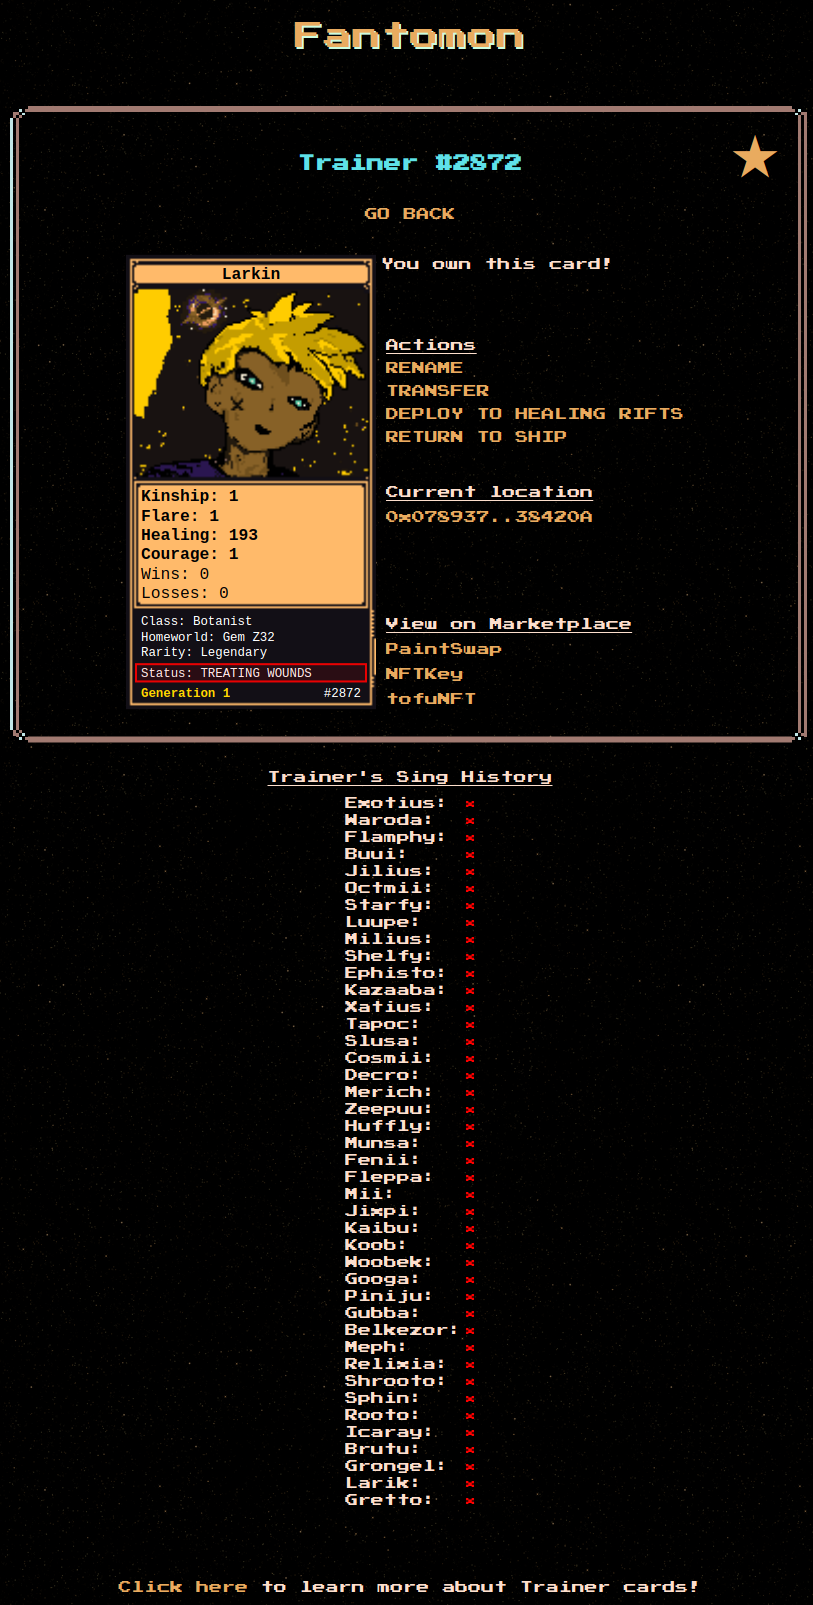 Fantomon
Trainer #2872
GO BACK
Larkin
Kinship: 1
Flare: 1
Healing: 193
Courage: 1
Wins: 0
Losses: 0
Class: Botanist
Homeworld: Gem Z32
Rarity: Legendary
Status: TREATING WOUNDS
Generation 1 #2872
You own this card!
Actions
RENAME
TRANSFER
DEPLOY TO HEALING RIFTS
RETURN TO SHIP
Current location
0x078937..38420A
View on Marketplace
PaintSwap
NFTKey
tofuNFT
Trainer's Sing History
Exotius: x
Waroda: x
Flamphy: x
Buui: x
Jilius: x
Octmii: x
Starfy: x
Luupe: x
Milius: x
Shelfy: x
Ephisto: x
Kazaaba: x
Xatius: x
Tapoc: x
Slusa: x
Cosmii: x
Decro: x
Merich: x
Zeepuu: x
Huffly: x
Munsa: x
Fenii: x
Fleppa: x
Mii: x
Jixpi: x
Kaibu: x
Koob: x
Woobek: x
Googa: x
Piniju: x
Gubba: x
Belkezor: x
Meph: x
Relixia: x
Shrooto: x
Sphin: x
Rooto: x
Icaray: x
Brutu: x
Grongel: x
Larik: x
Gretto: x
Click here to learn more about Trainer cards!